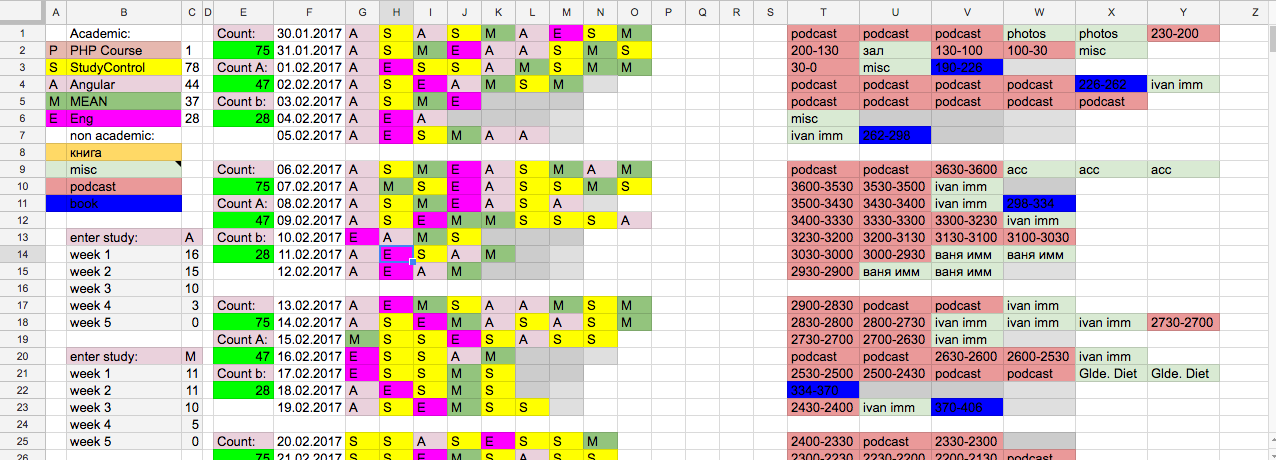 A B C D E F G H I J K L M N O P Q R S T U V W X Y Z
1 Academic: Count: 30.01.2017 A S A S M A E S M podcast podcast podcast photos photos 230-200
2 P PHP Course 1 75 31.01.2017 A S M E A A S M S 200-130 зал 130-100 100-30 misc
3 S StudyControl 78 Count A: 01.02.2017 A E S S A M S M M 30-0 misc 190-226
4 A Angular 44 47 02.02.2017 A S E A M S M podcast podcast podcast podcast 226-262 ivan imm
5 M MEAN 37 Count b: 03.02.2017 A S M E podcast podcast podcast podcast podcast
6 E Eng 28 28 04.02.2017 A E A misc
7 non academic: 05.02.2017 A E S M A A ivan imm 262-298
8 книга
9 misc Count: 06.02.2017 A S M E A S M A M podcast podcast 3630-3600 acc acc acc
10 podcast 75 07.02.2017 A M S E A S S M S 3600-3530 3530-3500 ivan imm
11 book Count A: 08.02.2017 A S M E A S A 3500-3430 3430-3400 ivan imm 298-334
12 47 09.02.2017 A S E M M S S S A 3400-3330 3330-3300 3300-3230 ivan imm
13 enter study: A Count b: 10.02.2017 E A M S 3230-3200 3200-3130 3130-3100 3100-3030
14 week 1 16 28 11.02.2017 A E S A M 3030-3000 3000-2930 ваня имм ваня имм
15 week 2 15 12.02.2017 A E A M 2930-2900 ваня имм ваня имм
16 week 3 10
17 week 4 3 Count: 13.02.2017 A E M S A A M S M 2900-2830 podcast podcast ivan imm
18 week 5 0 75 14.02.2017 A S E M A S A S M 2830-2800 2800-2730 ivan imm ivan imm ivan imm 2730-2700
19 Count A: 15.02.2017 M S S E S A S S 2730-2700 2700-2630 ivan imm
20 enter study: M 47 16.02.2017 E S S A M podcast podcast 2630-2600 2600-2530 ivan imm
21 week 1 11 Count b: 17.02.2017 E S S M S 2530-2500 2500-2430 podcast podcast Glde. Diet Glde. Diet
22 week 2 11 28 18.02.2017 A E S M S 334-370
23 week 3 10 19.02.2017 A S E M S S 2430-2400 ivan imm 370-406
24 week 4 5
25 week 5 0 Count: 20.02.2017 S S A S E S S M 2400-2330 podcast 2330-2300
26 75 21.02.2017 S S E M S A S S 2300-2230 2230-2200 2200-2130 podcast